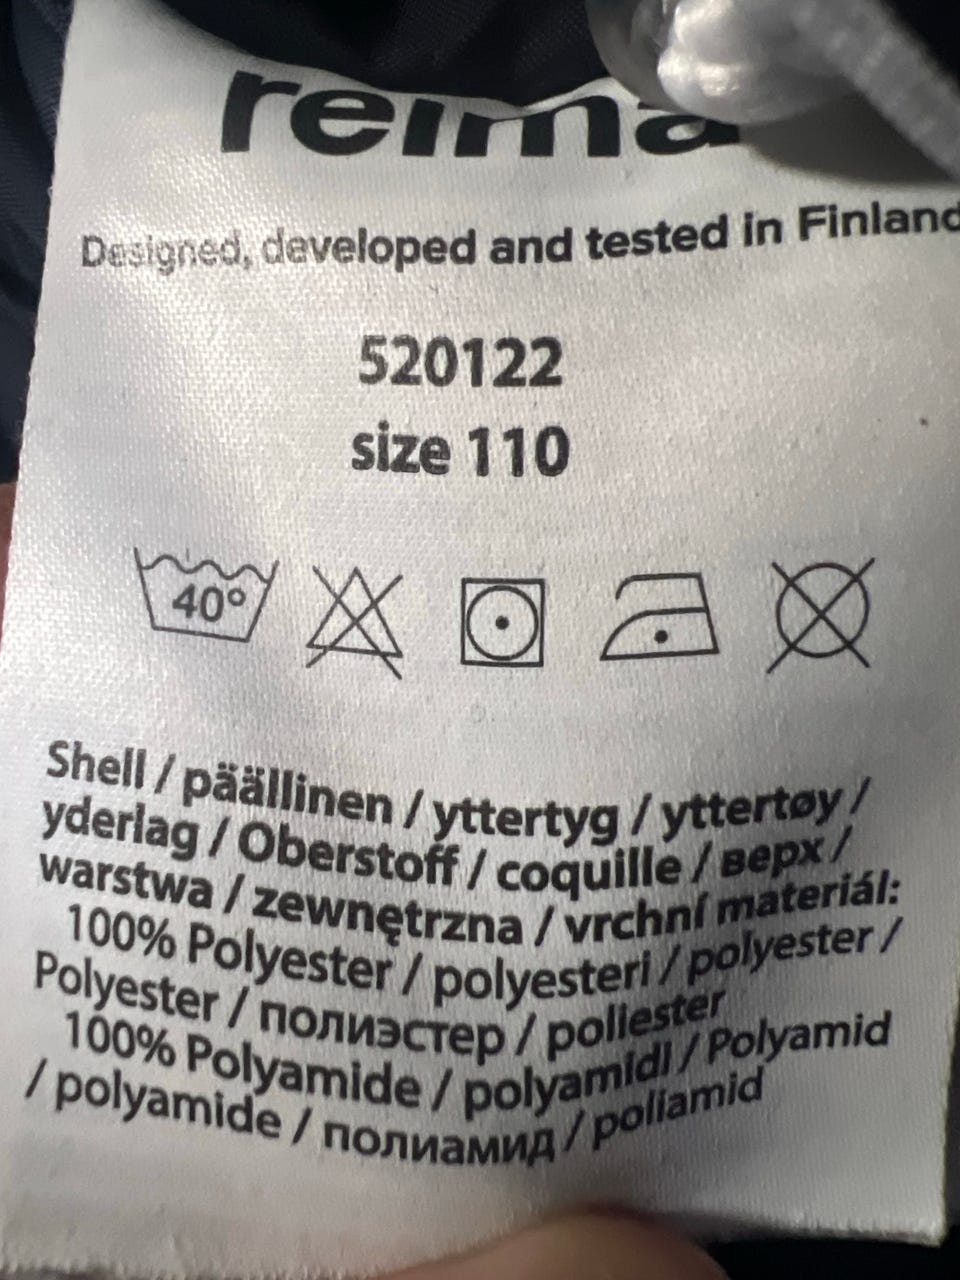 reima
Designed, developed and tested in Finland
520122
size 110
40°
Shell / päällinen / yttertyg / yttertøy /
yderlag / Oberstoff / coquille / верх /
warstwa / zewnętrzna / vrchní materiál:
100% Polyester / polyesteri / polyester /
Polyester / полиэстер / poliester
100% Polyamide / polyamidi / Polyamid
/ polyamide / полиамид / poliamid